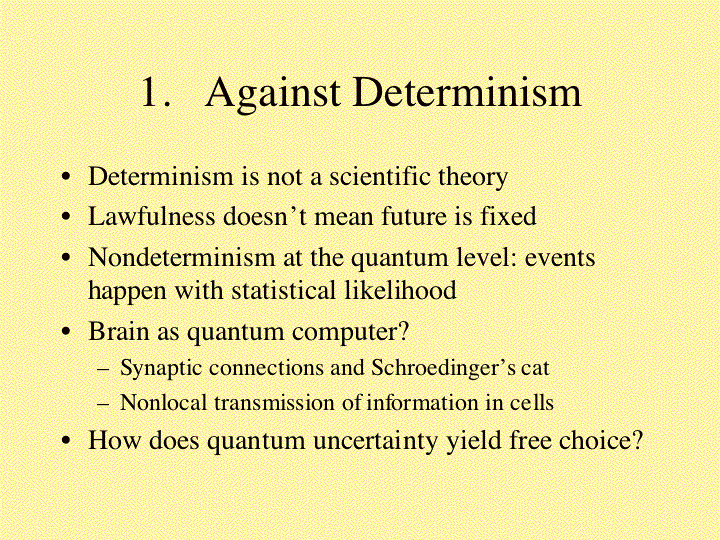 1. Against Determinism
• Determinism is not a scientific theory
• Lawfulness doesn't mean future is fixed
• Nondeterminism at the quantum level: events
happen with statistical likelihood
• Brain as quantum computer?
– Synaptic connections and Schroedinger's cat
– Nonlocal transmission of information in cells
• How does quantum uncertainty yield free choice?